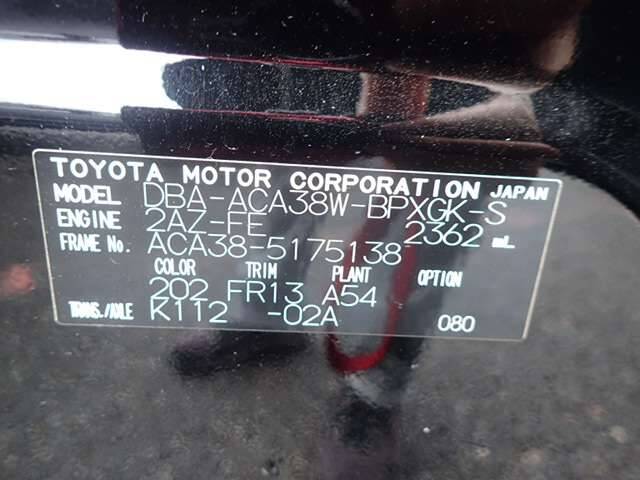 TOYOTA MOTOR CORPORATION JAPAN
MODEL DBA-ACA38W-BPXGK-S
ENGINE 2AZ-FE 2362 mL
FRAME No. ACA38-5175138
COLOR TRIM PLANT OPTION
202 FR13 A54
TRANS./AXLE K112 -02A 080